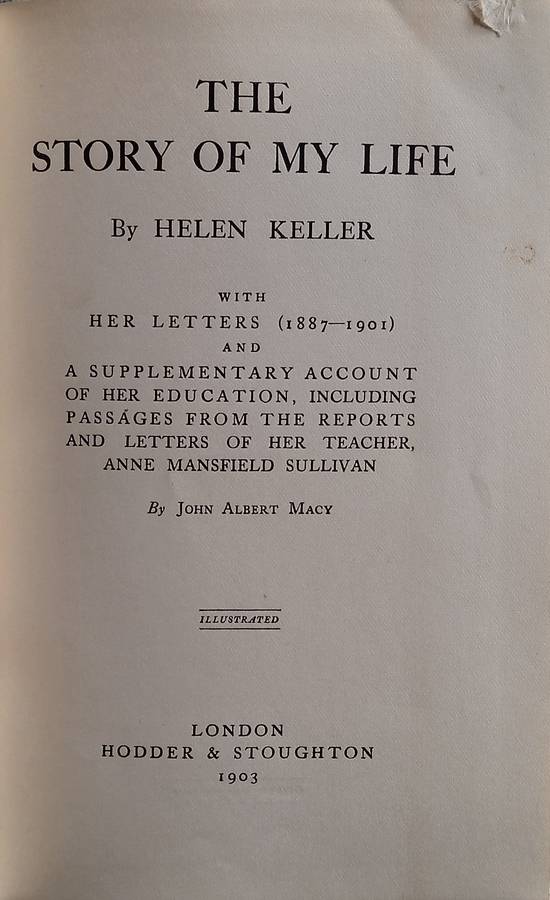 THE
STORY OF MY LIFE
By HELEN KELLER
WITH
HER LETTERS (1887—1901)
AND
A SUPPLEMENTARY ACCOUNT
OF HER EDUCATION, INCLUDING
PASSAGES FROM THE REPORTS
AND LETTERS OF HER TEACHER,
ANNE MANSFIELD SULLIVAN
By JOHN ALBERT MACY
ILLUSTRATED
LONDON
HODDER & STOUGHTON
1903